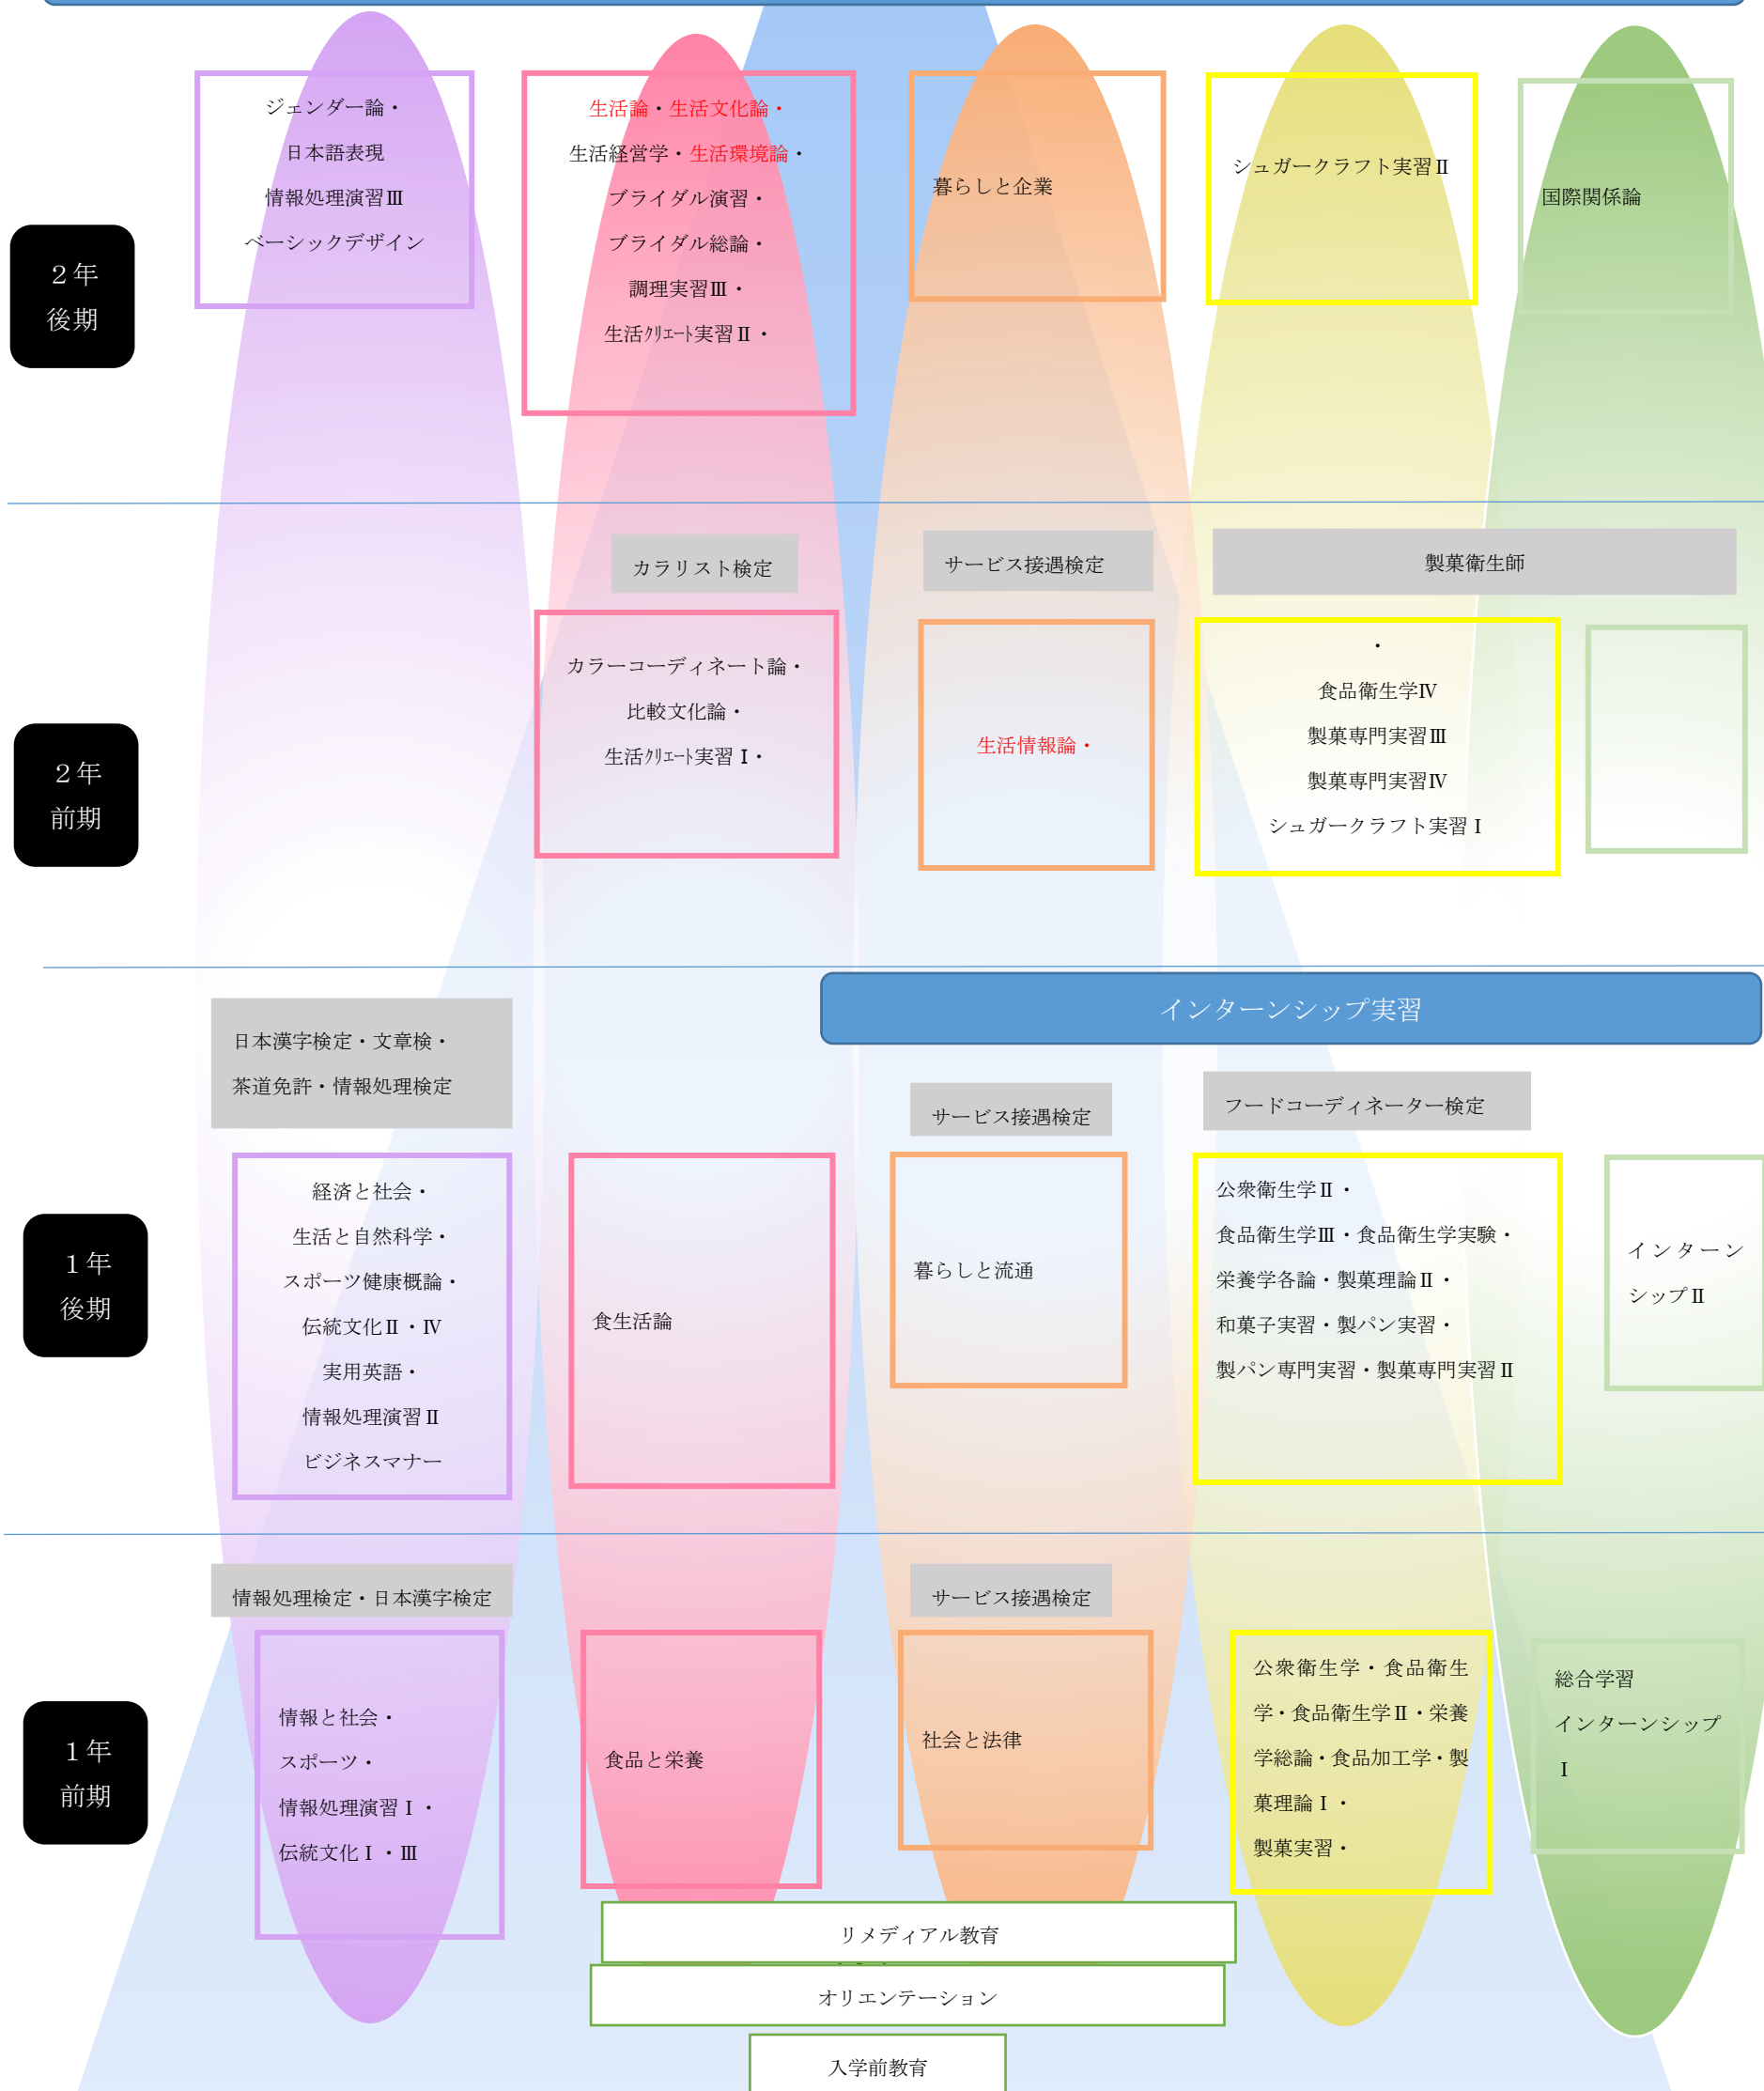 ２年
後期
ジェンダー論・
日本語表現
情報処理演習Ⅲ
ベーシックデザイン
生活論・生活文化論・
生活経営学・生活環境論・
ブライダル演習・
ブライダル総論・
調理実習Ⅲ・
生活ｸﾘｴｰﾄ実習Ⅱ・
暮らしと企業
シュガークラフト実習Ⅱ
国際関係論
２年
前期
カラリスト検定
サービス接遇検定
製菓衛生師
カラーコーディネート論・
比較文化論・
生活ｸﾘｴｰﾄ実習Ⅰ・
生活情報論・
・
食品衛生学Ⅳ
製菓専門実習Ⅲ
製菓専門実習Ⅳ
シュガークラフト実習Ⅰ
インターンシップ実習
１年
後期
日本漢字検定・文章検・
茶道免許・情報処理検定
サービス接遇検定
フードコーディネーター検定
経済と社会・
生活と自然科学・
スポーツ健康概論・
伝統文化Ⅱ・Ⅳ
実用英語・
情報処理演習Ⅱ
ビジネスマナー
食生活論
暮らしと流通
公衆衛生学Ⅱ・
食品衛生学Ⅲ・食品衛生学実験・
栄養学各論・製菓理論Ⅱ・
和菓子実習・製パン実習・
製パン専門実習・製菓専門実習Ⅱ
インターン
シップⅡ
１年
前期
情報処理検定・日本漢字検定
サービス接遇検定
情報と社会・
スポーツ・
情報処理演習Ⅰ・
伝統文化Ⅰ・Ⅲ
食品と栄養
社会と法律
公衆衛生学・食品衛生
学・食品衛生学Ⅱ・栄養
学総論・食品加工学・製
菓理論Ⅰ・
製菓実習・
総合学習
インターンシップ
Ⅰ
リメディアル教育
オリエンテーション
入学前教育